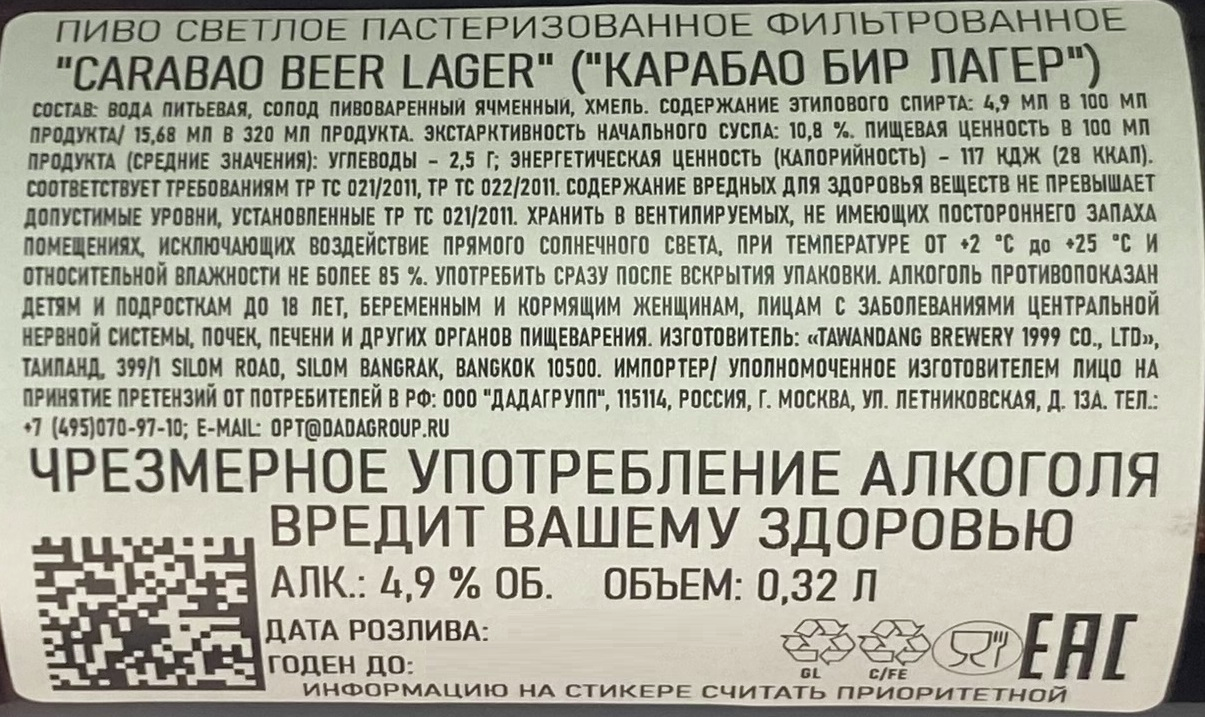 ПИВО СВЕТЛОЕ ПАСТЕРИЗОВАННОЕ ФИЛЬТРОВАННОЕ
"CARABAO BEER LAGER" ("КАРАБАО БИР ЛАГЕР")
СОСТАВ: ВОДА ПИТЬЕВАЯ, СОЛОД ПИВОВАРЕННЫЙ ЯЧМЕННЫЙ, ХМЕЛЬ. СОДЕРЖАНИЕ ЭТИЛОВОГО СПИРТА: 4,9 МЛ В 100 МЛ
ПРОДУКТА/ 15,68 МЛ В 320 МЛ ПРОДУКТА. ЭКСТАРКТИВНОСТЬ НАЧАЛЬНОГО СУСЛА: 10,8 %. ПИЩЕВАЯ ЦЕННОСТЬ В 100 МЛ
ПРОДУКТА (СРЕДНИЕ ЗНАЧЕНИЯ): УГЛЕВОДЫ – 2,5 Г; ЭНЕРГЕТИЧЕСКАЯ ЦЕННОСТЬ (КАЛОРИЙНОСТЬ) – 117 КДЖ (28 ККАЛ).
СООТВЕТСТВУЕТ ТРЕБОВАНИЯМ ТР ТС 021/2011, ТР ТС 022/2011. СОДЕРЖАНИЕ ВРЕДНЫХ ДЛЯ ЗДОРОВЬЯ ВЕЩЕСТВ НЕ ПРЕВЫШАЕТ
ДОПУСТИМЫЕ УРОВНИ, УСТАНОВЛЕННЫЕ ТР ТС 021/2011. ХРАНИТЬ В ВЕНТИЛИРУЕМЫХ, НЕ ИМЕЮЩИХ ПОСТОРОННЕГО ЗАПАХА
ПОМЕЩЕНИЯХ, ИСКЛЮЧАЮЩИХ ВОЗДЕЙСТВИЕ ПРЯМОГО СОЛНЕЧНОГО СВЕТА, ПРИ ТЕМПЕРАТУРЕ ОТ +2 °C до +25 °C И
ОТНОСИТЕЛЬНОЙ ВЛАЖНОСТИ НЕ БОЛЕЕ 85 %. УПОТРЕБИТЬ СРАЗУ ПОСЛЕ ВСКРЫТИЯ УПАКОВКИ. АЛКОГОЛЬ ПРОТИВОПОКАЗАН
ДЕТЯМ И ПОДРОСТКАМ ДО 18 ЛЕТ, БЕРЕМЕННЫМ И КОРМЯЩИМ ЖЕНЩИНАМ, ЛИЦАМ С ЗАБОЛЕВАНИЯМИ ЦЕНТРАЛЬНОЙ
НЕРВНОЙ СИСТЕМЫ, ПОЧЕК, ПЕЧЕНИ И ДРУГИХ ОРГАНОВ ПИЩЕВАРЕНИЯ. ИЗГОТОВИТЕЛЬ: «TAWANDANG BREWERY 1999 CO., LTD»,
ТАИЛАНД, 399/1 SILOM ROAD, SILOM BANGRAK, BANGKOK 10500. ИМПОРТЕР/ УПОЛНОМОЧЕННОЕ ИЗГОТОВИТЕЛЕМ ЛИЦО НА
ПРИНЯТИЕ ПРЕТЕНЗИЙ ОТ ПОТРЕБИТЕЛЕЙ В РФ: ООО "ДАДАГРУПП", 115114, РОССИЯ, Г. МОСКВА, УЛ. ЛЕТНИКОВСКАЯ, Д. 13А. ТЕЛ.:
+7 (495)070-97-10; E-MAIL: OPT@DADAGROUP.RU
ЧРЕЗМЕРНОЕ УПОТРЕБЛЕНИЕ АЛКОГОЛЯ
ВРЕДИТ ВАШЕМУ ЗДОРОВЬЮ
АЛК.: 4,9 % ОБ. ОБЪЕМ: 0,32 Л
ДАТА РОЗЛИВА:
ГОДЕН ДО:
GL C/FE EAC
ИНФОРМАЦИЮ НА СТИКЕРЕ СЧИТАТЬ ПРИОРИТЕТНОЙ